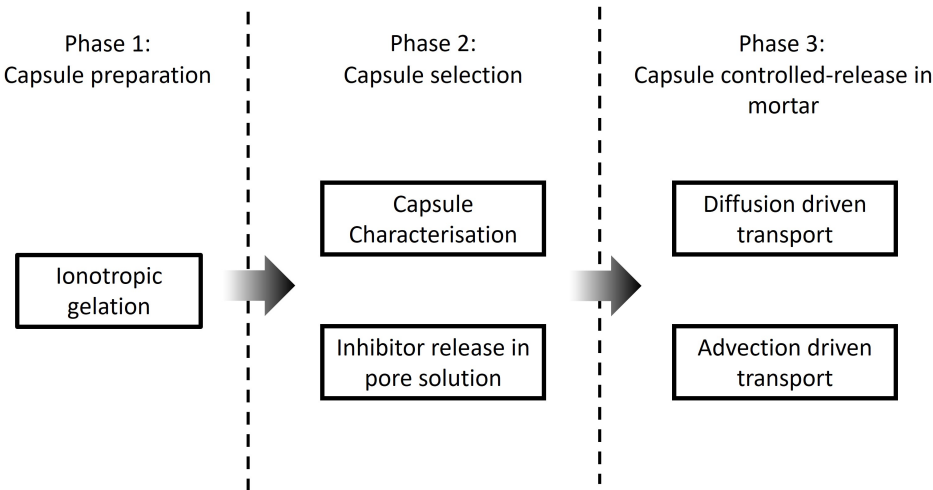 Phase 1:
Capsule preparation
Ionotropic
gelation
Phase 2:
Capsule selection
Capsule
Characterisation
Inhibitor release in
pore solution
Phase 3:
Capsule controlled-release in
mortar
Diffusion driven
transport
Advection driven
transport